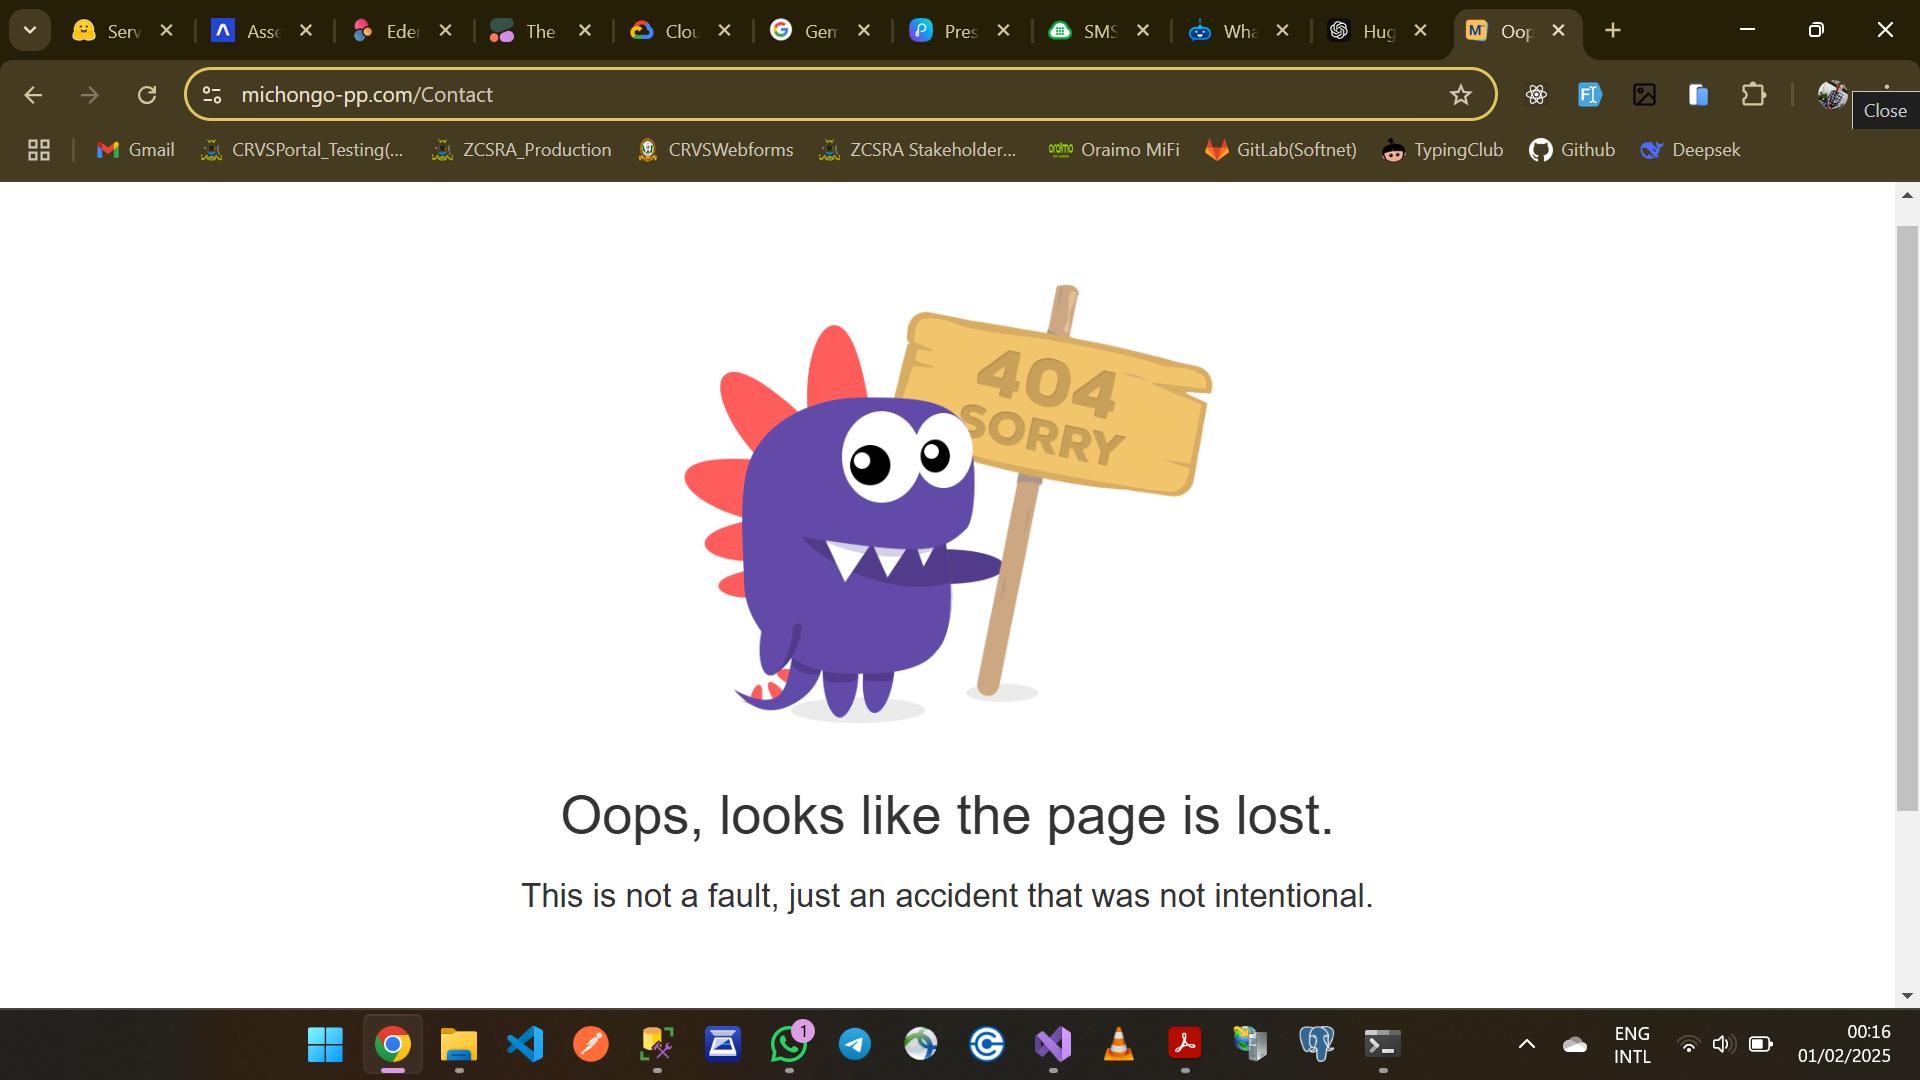 Serv
Asse
Eder
The
Clou
Gem
Pres
SMS
Wha
Hug
Oop
michongo-pp.com/Contact
Close
Gmail
CRVSPortal_Testing(...
ZCSRA_Production
CRVSWebforms
ZCSRA Stakeholder...
oraimo
Oraimo MiFi
GitLab(Softnet)
TypingClub
Github
Deepsek
404
SORRY
Oops, looks like the page is lost.
This is not a fault, just an accident that was not intentional.
1
ENG
INTL
00:16
01/02/2025